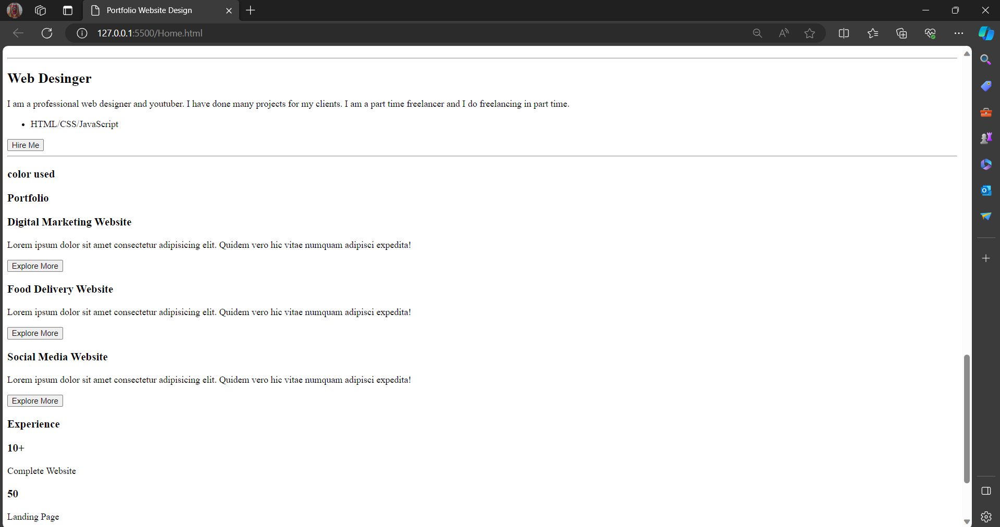 Portfolio Website Design
127.0.0.1:5500/Home.html
Web Desinger
I am a professional web designer and youtuber. I have done many projects for my clients. I am a part time freelancer and I do freelancing in part time.
HTML/CSS/JavaScript
Hire Me
color used
Portfolio
Digital Marketing Website
Lorem ipsum dolor sit amet consectetur adipisicing elit. Quidem vero hic vitae numquam adipisci expedita!
Explore More
Food Delivery Website
Lorem ipsum dolor sit amet consectetur adipisicing elit. Quidem vero hic vitae numquam adipisci expedita!
Explore More
Social Media Website
Lorem ipsum dolor sit amet consectetur adipisicing elit. Quidem vero hic vitae numquam adipisci expedita!
Explore More
Experience
10+
Complete Website
50
Landing Page